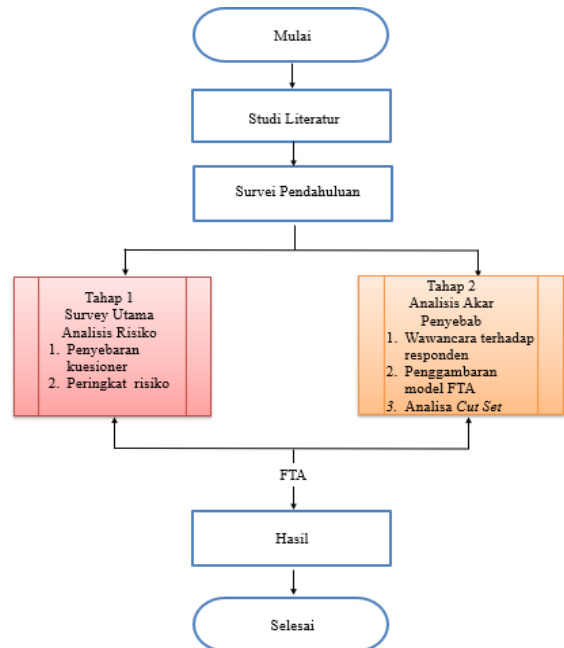 Mulai
Studi Literatur
Survei Pendahuluan
Tahap 1
Survey Utama
Analisis Risiko
1. Penyebaran
kuesioner
2. Peringkat risiko
Tahap 2
Analisis Akar
Penyebab
1. Wawancara terhadap
responden
2. Penggambaran
model FTA
3. Analisa Cut Set
FTA
Hasil
Selesai